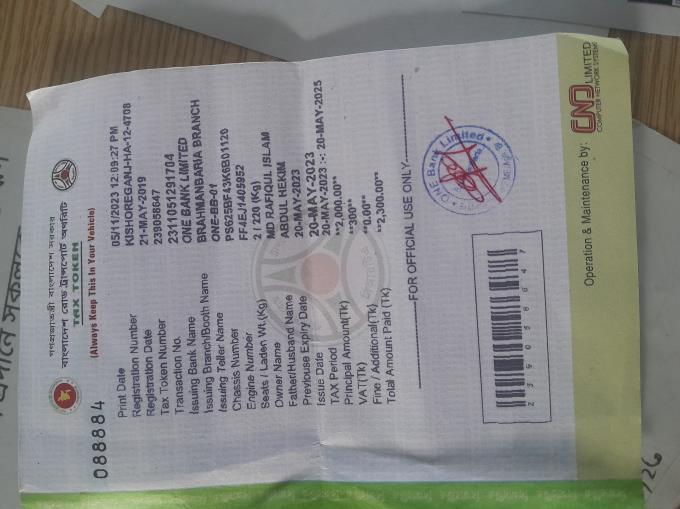 গণপ্রজাতন্ত্রী বাংলাদেশ সরকার
বাংলাদেশ রোড ট্রান্সপোর্ট অথরিটি
TAX TOKEN
(Always Keep This In Your Vehicle)
088884
Print Date 05/11/2023 12:09:27 PM
Registration Number KISHOREGANJ-HA-12-4708
Registration Date 21-MAY-2019
Tax Token Number 239058647
Transaction No. 2311051291704
Issuing Bank Name ONE BANK LIMITED
Issuing Branch/Booth Name BRAHMANBARIA BRANCH
Issuing Teller Name ONE-BB-01
Chassis Number PS625BF43K6B01120
Engine Number FF4EJ1405952
Seats / Laden Wt.(Kg) 2 / 220 (Kg)
Owner Name MD RAFIQUL ISLAM
Father/Husband Name ABDUL HEKIM
Previouse Expiry Date 20-MAY-2023
Issue Date 20-MAY-2023
TAX Period 20-MAY-2023 :-: 20-MAY-2025
Principal Amount(Tk) **2,000.00**
VAT(Tk) **300**
Fine / Additional(Tk) **0.00**
Total Amount Paid (Tk) **2,300.00**
FOR OFFICIAL USE ONLY
ONE Bank Limited
239058647
Operation & Maintenance by: CNS LIMITED
COMPUTER NETWORK SYSTEMS